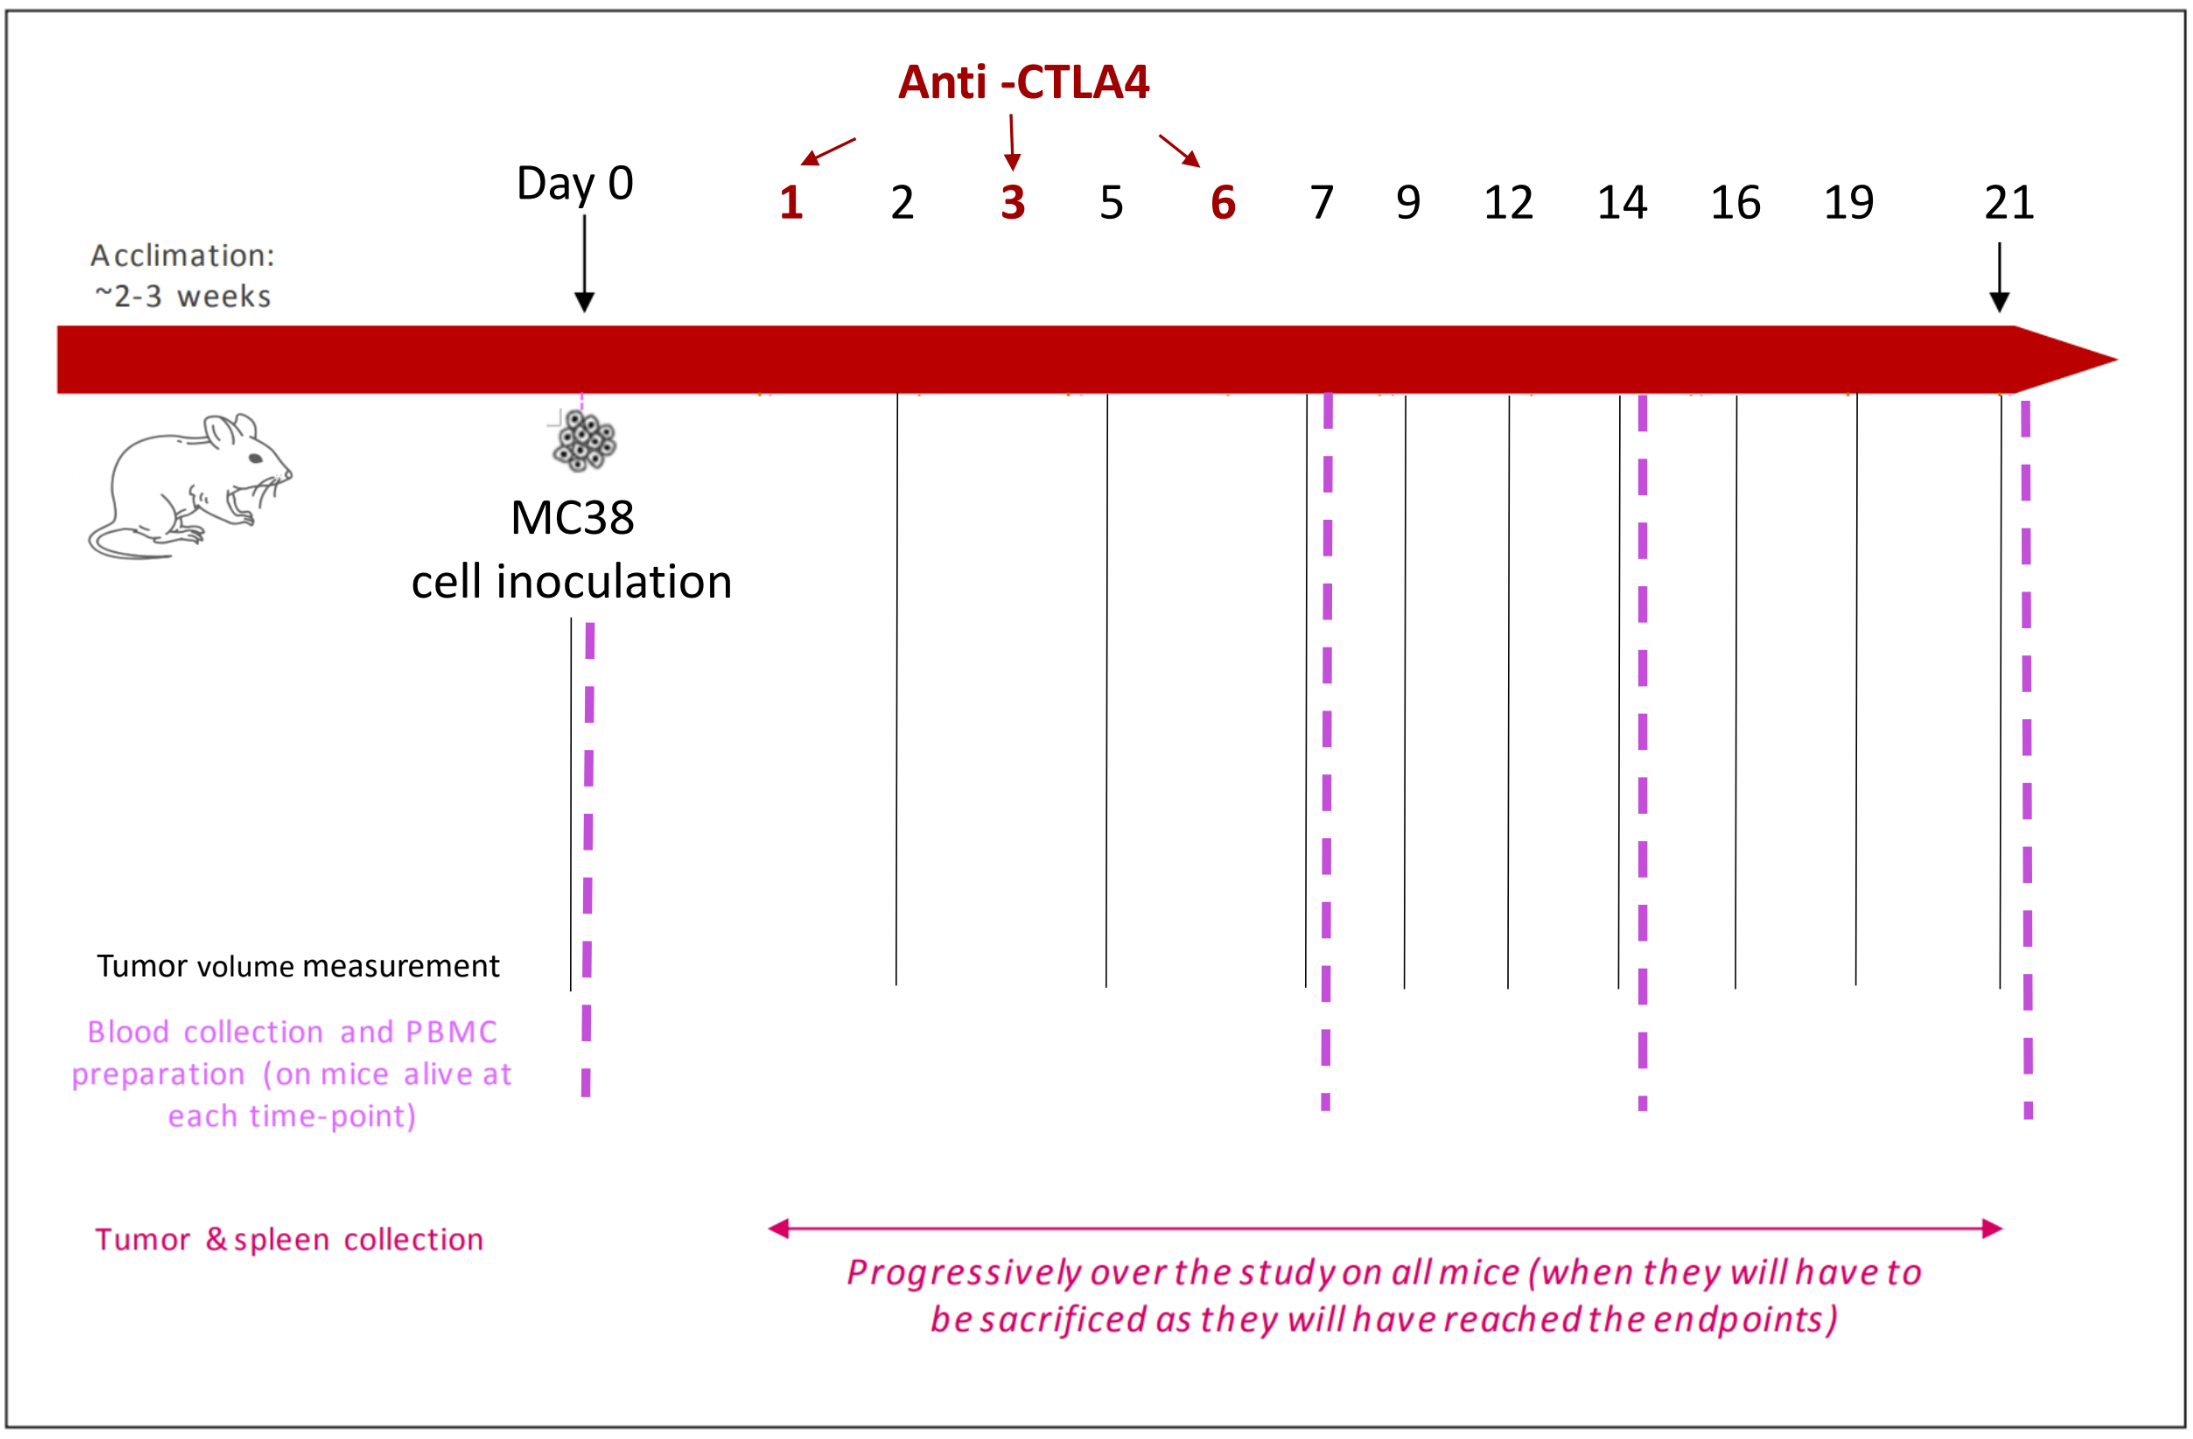 Anti -CTLA4
Day 0
1 2 3 5 6 7 9 12 14 16 19 21
Acclimation:
~2-3 weeks
MC38
cell inoculation
Tumor volume measurement
Blood collection and PBMC
preparation (on mice alive at
each time-point)
Tumor & spleen collection
Progressively over the study on all mice (when they will have to
be sacrificed as they will have reached the endpoints)